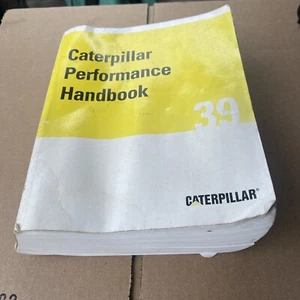 Caterpillar
Performance
Handbook
39
CATERPILLAR®